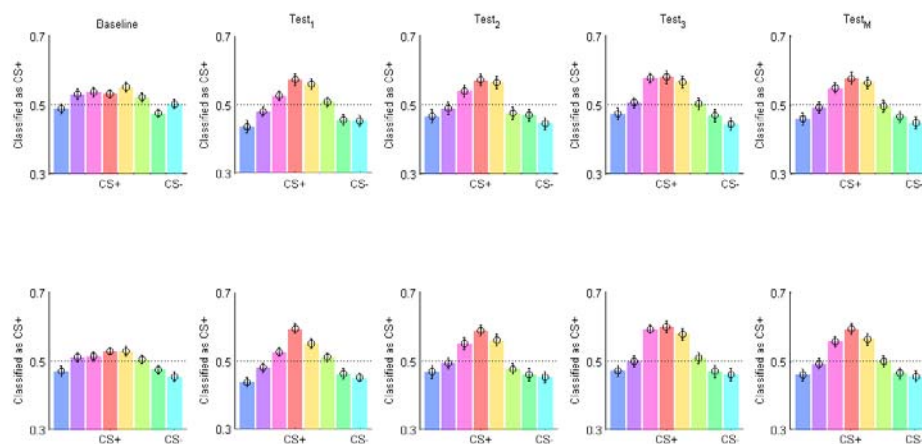 Baseline
Test1
Test2
Test3
TestM
0.7
0.5
0.3
Classified as CS+
CS+
CS-
0.7
0.5
0.3
Classified as CS+
CS+
CS-
0.7
0.5
0.3
Classified as CS+
CS+
CS-
0.7
0.5
0.3
Classified as CS+
CS+
CS-
0.7
0.5
0.3
Classified as CS+
CS+
CS-
0.7
0.5
0.3
Classified as CS+
CS+
CS-
0.7
0.5
0.3
Classified as CS+
CS+
CS-
0.7
0.5
0.3
Classified as CS+
CS+
CS-
0.7
0.5
0.3
Classified as CS+
CS+
CS-
0.7
0.5
0.3
Classified as CS+
CS+
CS-